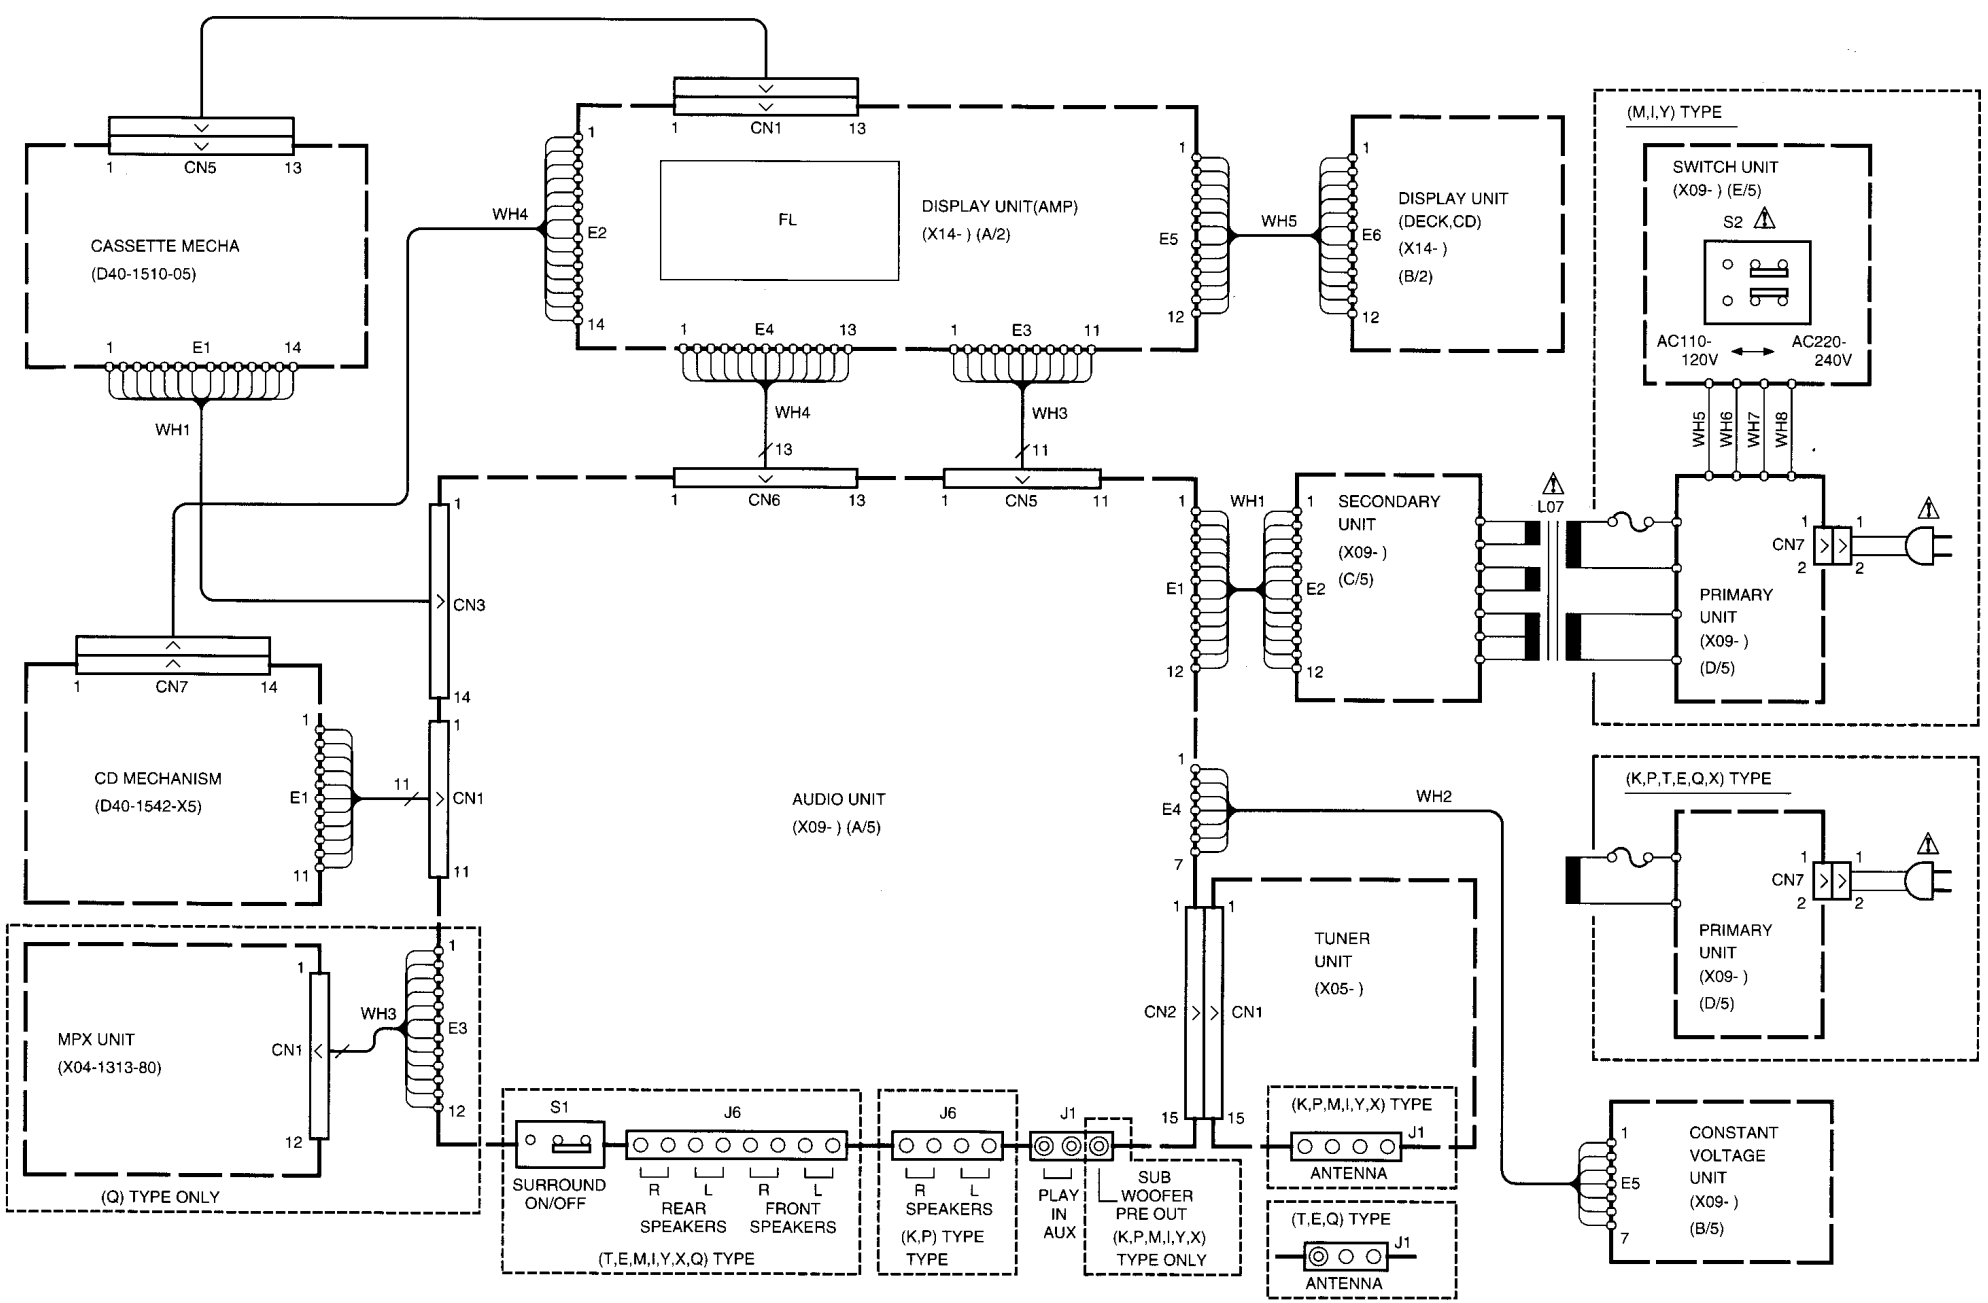 1 CN5 13
CASSETTE MECHA
(D40-1510-05)
1 E1 14
WH1
1 CN1 13
WH4
1
E2
14
FL
DISPLAY UNIT(AMP)
(X14- ) (A/2)
1
E5
12
1 E4 13
1 E3 11
WH5
1
E6
12
DISPLAY UNIT
(DECK,CD)
(X14- )
(B/2)
WH4
13
WH3
11
(M,I,Y) TYPE
SWITCH UNIT
(X09- ) (E/5)
S2
AC110-
120V
AC220-
240V
WH5
WH6
WH7
WH8
1 CN6 13
1 CN5 11
1
CN3
14
1
E1
12
WH1
1
E2
12
SECONDARY
UNIT
(X09- )
(C/5)
L07
PRIMARY
UNIT
(X09- )
(D/5)
1
CN7
2
1
2
1 CN7 14
CD MECHANISM
(D40-1542-X5)
1
E1
11
11
1
CN1
11
AUDIO UNIT
(X09- ) (A/5)
1
E4
7
WH2
(K,P,T,E,Q,X) TYPE
PRIMARY
UNIT
(X09- )
(D/5)
1
CN7
2
1
2
MPX UNIT
(X04-1313-80)
1
CN1
12
WH3
1
E3
12
(Q) TYPE ONLY
1
CN2
15
1
CN1
15
TUNER
UNIT
(X05- )
S1
SURROUND
ON/OFF
J6
R L R L
REAR
SPEAKERS
FRONT
SPEAKERS
(T,E,M,I,Y,X,Q) TYPE
J6
R L
SPEAKERS
(K,P) TYPE
TYPE
J1
PLAY
IN
AUX
SUB
WOOFER
PRE OUT
(K,P,M,I,Y,X)
TYPE ONLY
(K,P,M,I,Y,X) TYPE
J1
ANTENNA
(T,E,Q) TYPE
J1
ANTENNA
1
E5
7
CONSTANT
VOLTAGE
UNIT
(X09- )
(B/5)